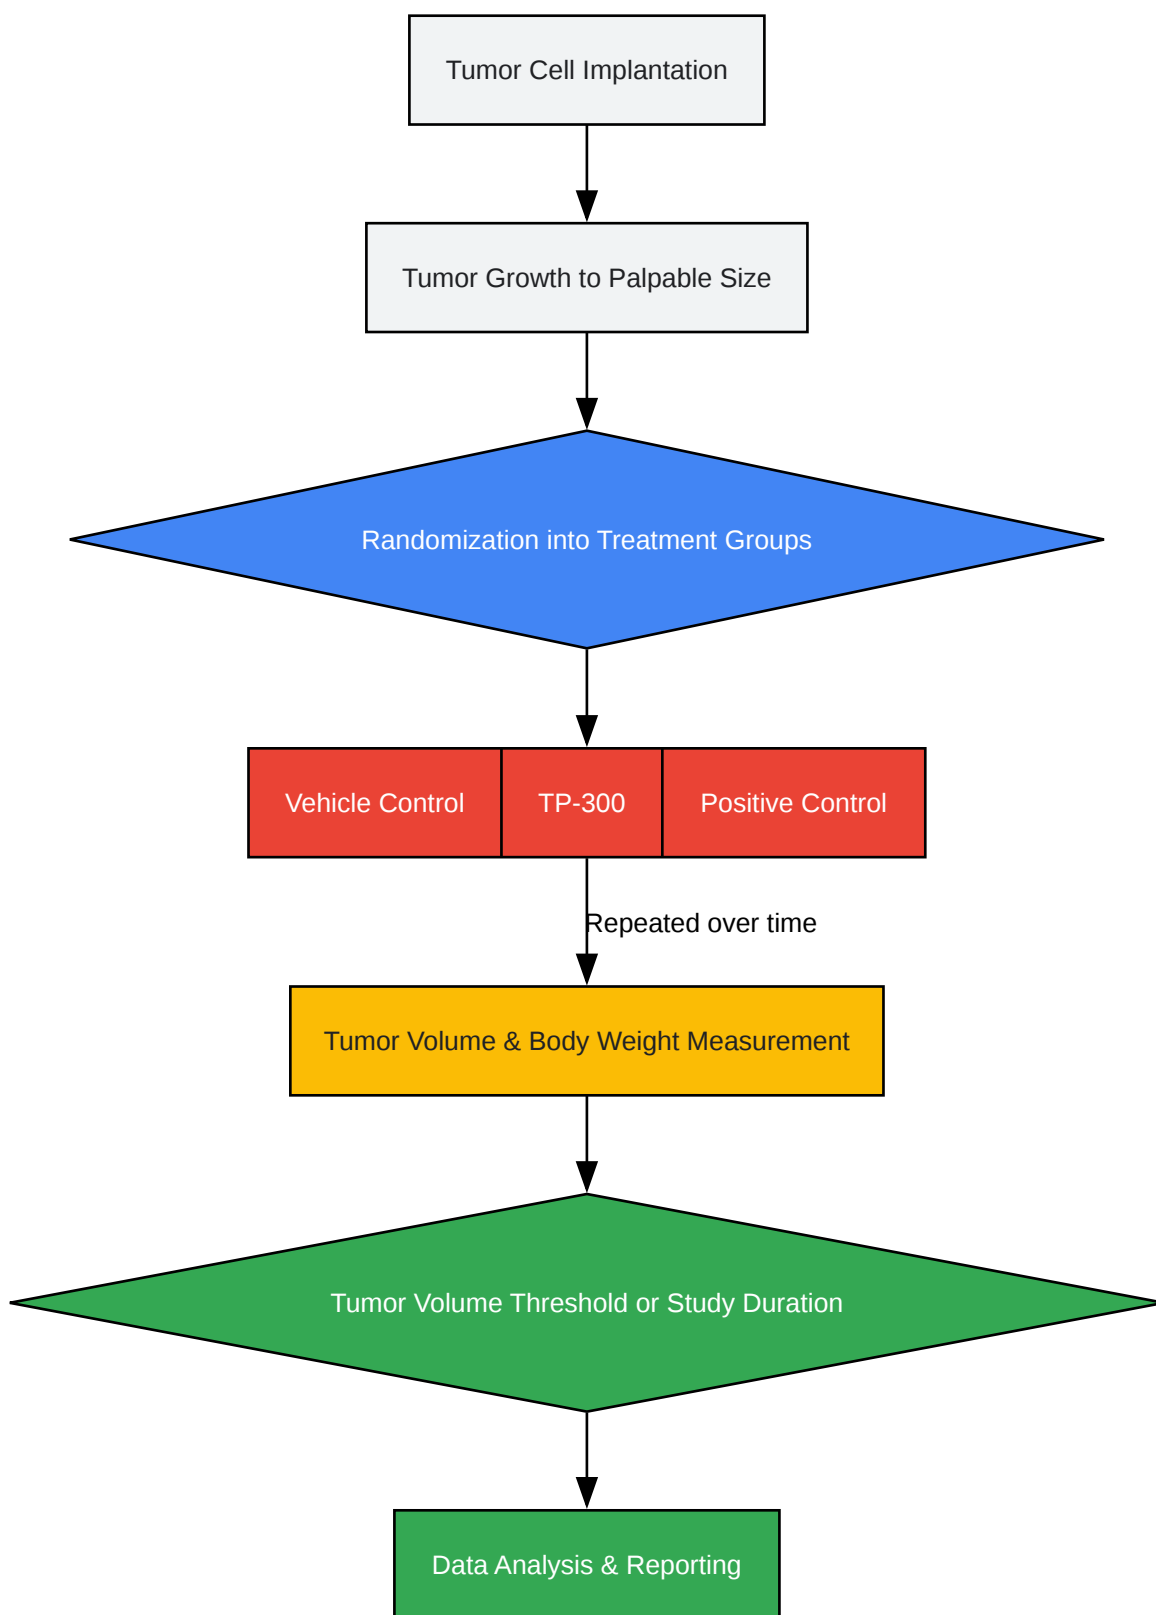 Tumor Cell Implantation
Tumor Growth to Palpable Size
Randomization into Treatment Groups
Vehicle Control
TP-300
Positive Control
Repeated over time
Tumor Volume & Body Weight Measurement
Tumor Volume Threshold or Study Duration
Data Analysis & Reporting